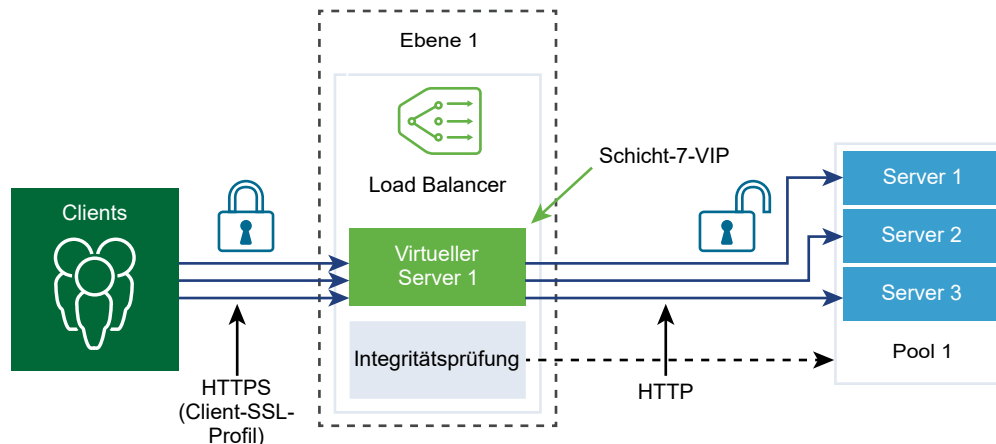 Ebene 1
Load Balancer
Schicht-7-VIP
Clients
Virtueller
Server 1
Integritätsprüfung
HTTPS
(Client-SSL-
Profil)
HTTP
Server 1
Server 2
Server 3
Pool 1